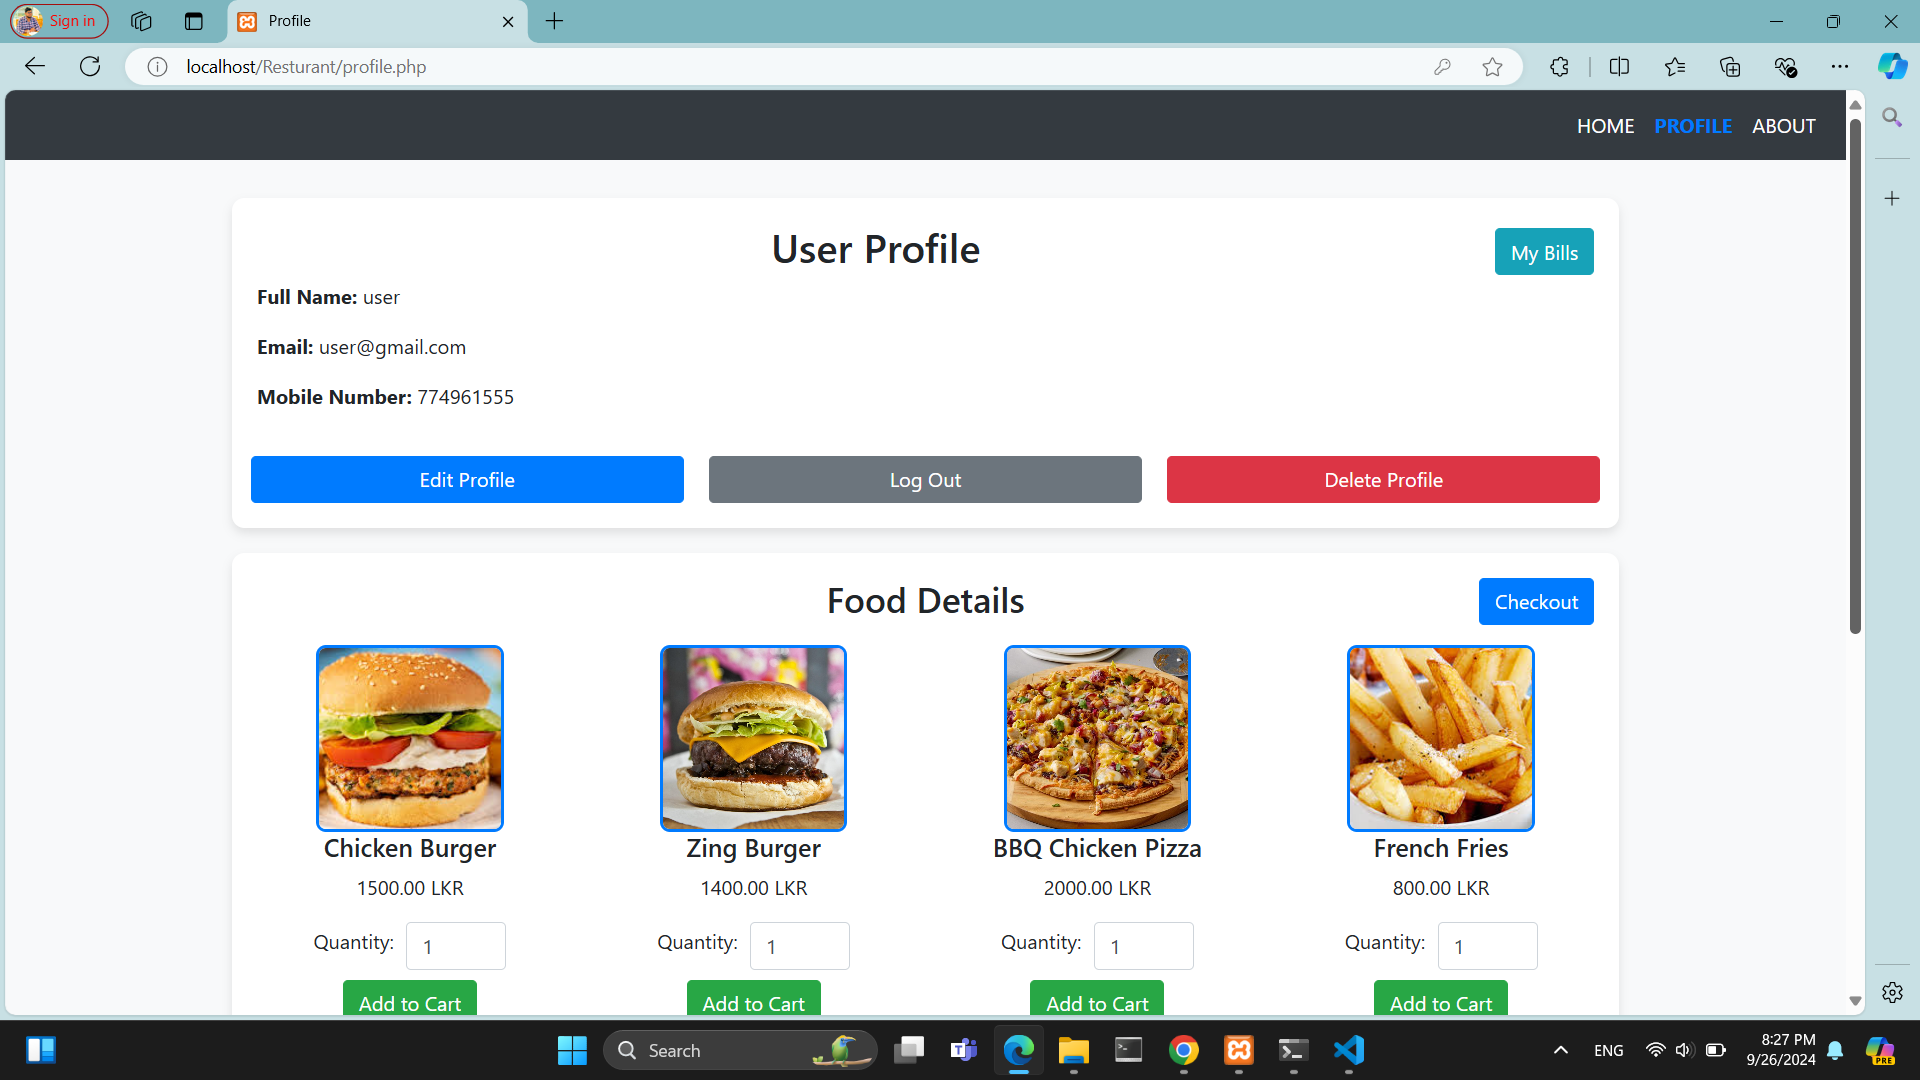 Sign in
Profile
localhost/Resturant/profile.php
HOME PROFILE ABOUT
User Profile
My Bills
Full Name: user
Email: user@gmail.com
Mobile Number: 774961555
Edit Profile
Log Out
Delete Profile
Food Details
Checkout
Chicken Burger
1500.00 LKR
Quantity: 1
Add to Cart
Zing Burger
1400.00 LKR
Quantity: 1
Add to Cart
BBQ Chicken Pizza
2000.00 LKR
Quantity: 1
Add to Cart
French Fries
800.00 LKR
Quantity: 1
Add to Cart
Search
ENG
8:27 PM
9/26/2024
PRE